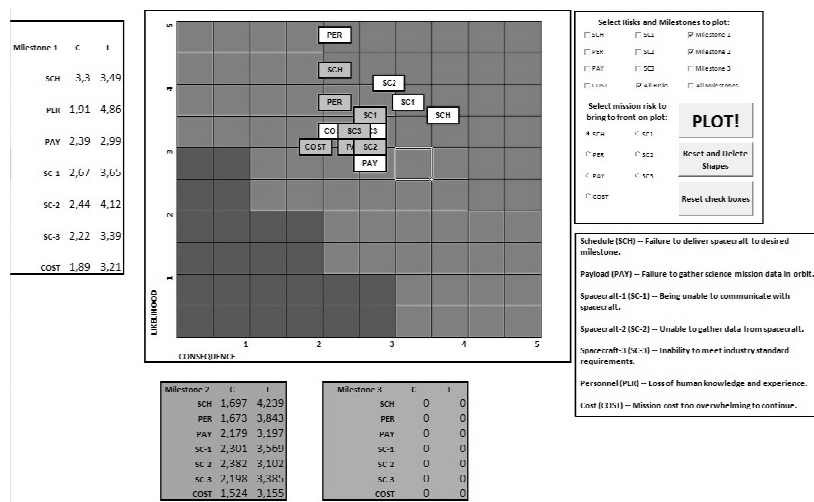 Milestone 1 C L
SCH 3,3 3,49
PER 1,91 4,86
PAY 2,39 2,99
SC-1 2,67 3,65
SC-2 2,44 4,12
SC-3 2,22 3,39
COST 1,89 3,21
LIKELIHOOD
5
4
3
2
1
PER
SCH
SC2
PER
SC1
SC1
SCH
CO
SC3
C3
COST
SC2
PAY
1 2 3 4 5
CONSEQUENCE
Select Risks and Milestones to plot:
SCH SC1 Milestone 1
PER SC2 Milestone 2
PAY SC3 Milestone 3
COST All Risks All Milestones
Select mission risk to
bring to front on plot:
SCH SC1
PER SC2
PAY SC3
COST
PLOT!
Reset and Delete
Shapes
Reset check boxes
Schedule (SCH) -- Failure to deliver spacecraft to desired
milestone.
Payload (PAY) -- Failure to gather science mission data in orbit.
Spacecraft-1 (SC-1) -- Being unable to communicate with
spacecraft.
Spacecraft-2 (SC-2) -- Unable to gather data from spacecraft.
Spacecraft-3 (SC-3) -- Inability to meet industry standard
requirements.
Personnel (PER) -- Loss of human knowledge and experience.
Cost (COST) -- Mission cost too overwhelming to continue.
Milestone 2 C L
SCH 1,697 4,239
PER 1,673 3,843
PAY 2,179 3,197
SC-1 2,301 3,569
SC-2 2,382 3,102
SC-3 2,198 3,385
COST 1,524 3,155
Milestone 3 C L
SCH 0 0
PER 0 0
PAY 0 0
SC-1 0 0
SC-2 0 0
SC-3 0 0
COST 0 0